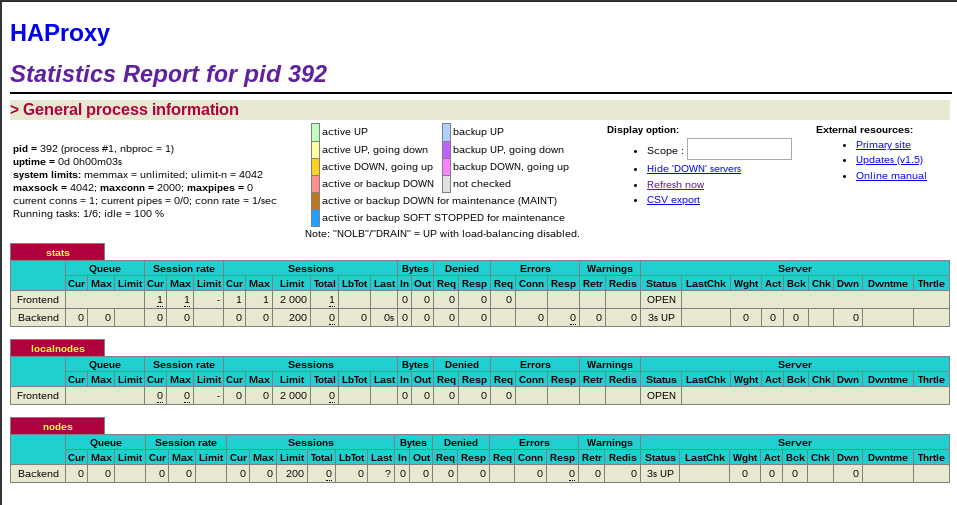 HAProxy
Statistics Report for pid 392
> General process information
pid = 392 (process #1, nbproc = 1)
uptime = 0d 0h00m03s
system limits: memmax = unlimited; ulimit-n = 4042
maxsock = 4042; maxconn = 2000; maxpipes = 0
current conns = 1; current pipes = 0/0; conn rate = 1/sec
Running tasks: 1/6; idle = 100 %
active UP backup UP
active UP, going down backup UP, going down
active DOWN, going up backup DOWN, going up
active or backup DOWN not checked
active or backup DOWN for maintenance (MAINT)
active or backup SOFT STOPPED for maintenance
Note: "NOLB"/"DRAIN" = UP with load-balancing disabled.
Display option:
• Scope :
• Hide 'DOWN' servers
• Refresh now
• CSV export
External resources:
• Primary site
• Updates (v1.5)
• Online manual
stats
Queue Session rate Sessions Bytes Denied Errors Warnings Server
Cur Max Limit Cur Max Limit Cur Max Limit Total LbTot Last In Out Req Resp Req Conn Resp Retr Redis Status LastChk Wght Act Bck Chk Dwn Dwntme Thrtle
Frontend 1 1 - 1 1 2 000 1 0 0 0 0 0 OPEN
Backend 0 0 0 0 0 0 200 0 0 0s 0 0 0 0 0 0 0 0 3s UP 0 0 0 0
localnodes
Queue Session rate Sessions Bytes Denied Errors Warnings Server
Cur Max Limit Cur Max Limit Cur Max Limit Total LbTot Last In Out Req Resp Req Conn Resp Retr Redis Status LastChk Wght Act Bck Chk Dwn Dwntme Thrtle
Frontend 0 0 - 0 0 2 000 0 0 0 0 0 0 OPEN
nodes
Queue Session rate Sessions Bytes Denied Errors Warnings Server
Cur Max Limit Cur Max Limit Cur Max Limit Total LbTot Last In Out Req Resp Req Conn Resp Retr Redis Status LastChk Wght Act Bck Chk Dwn Dwntme Thrtle
Backend 0 0 0 0 0 0 200 0 0 ? 0 0 0 0 0 0 0 0 3s UP 0 0 0 0